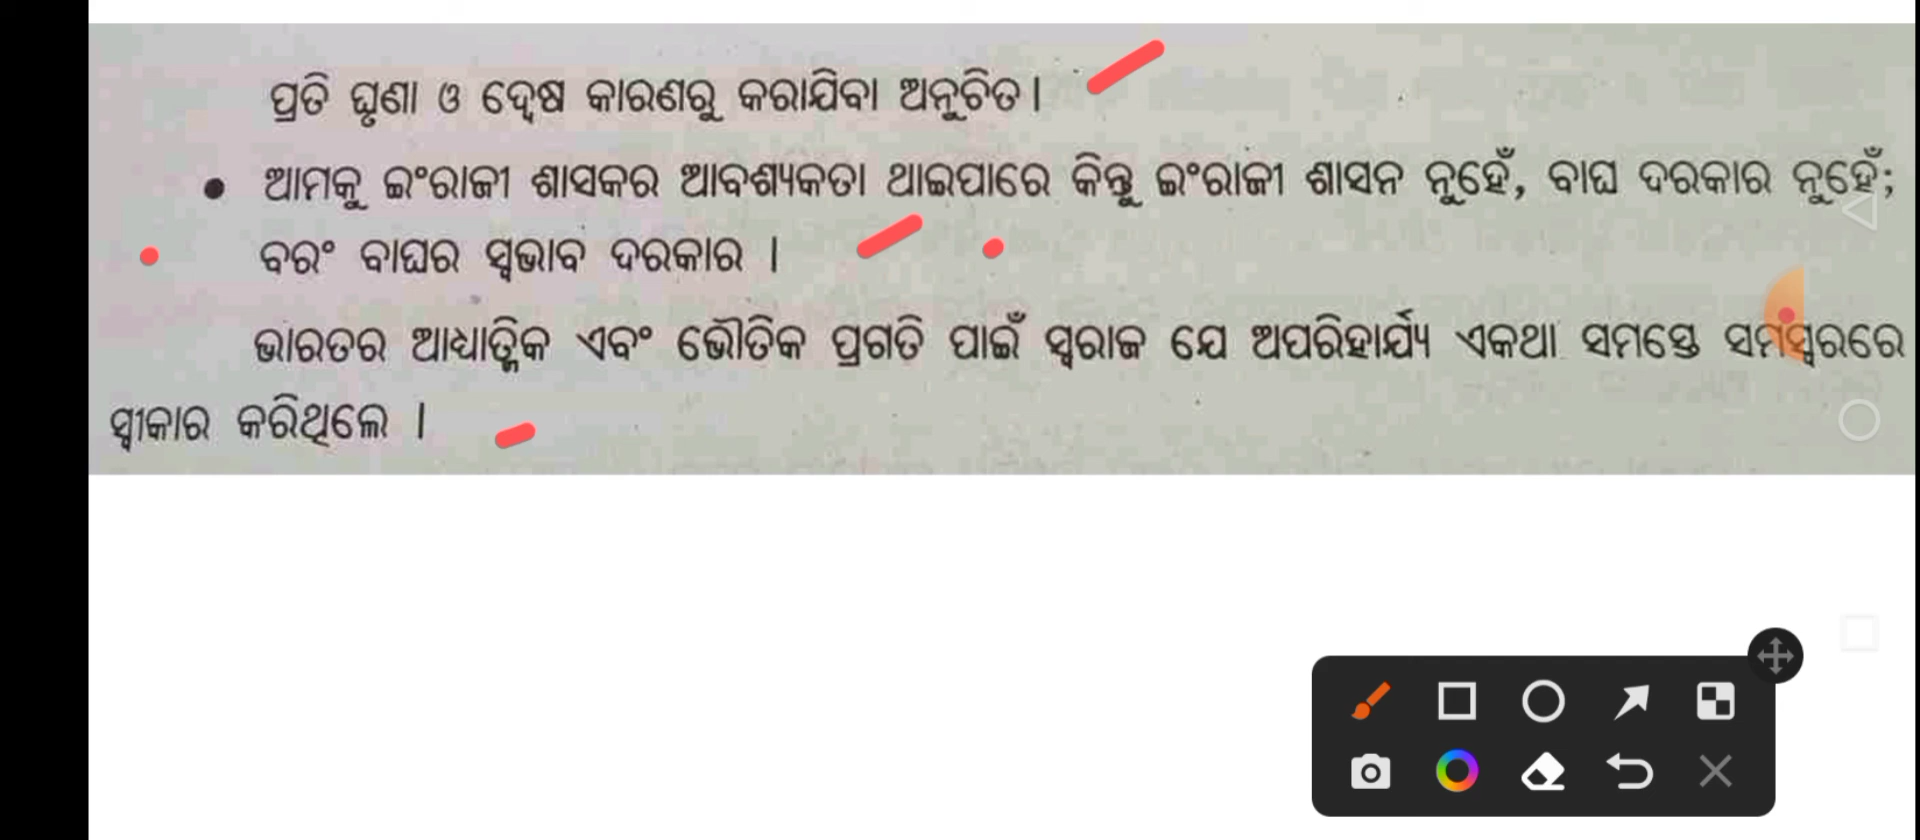 ପ୍ରତି ଘୃଣା ଓ ଦ୍ୱେଷ କାରଣରୁ କରାଯିବା ଅନୁଚିତ।
• ଆମକୁ ଇଂରାଜୀ ଶାସକର ଆବଶ୍ୟକତା ଥାଇପାରେ କିନ୍ତୁ ଇଂରାଜୀ ଶାସନ ନୁହେଁ, ବାଘ ଦରକାର ନୁହେଁ;
ବରଂ ବାଘର ସ୍ୱଭାବ ଦରକାର ।
ଭାରତର ଆଧ୍ୟାତ୍ମିକ ଏବଂ ଭୌତିକ ପ୍ରଗତି ପାଇଁ ସ୍ୱରାଜ ଯେ ଅପରିହାର୍ଯ୍ୟ ଏକଥା ସମସ୍ତେ ସମସ୍ୱରରେ
ସ୍ୱୀକାର କରିଥିଲେ ।